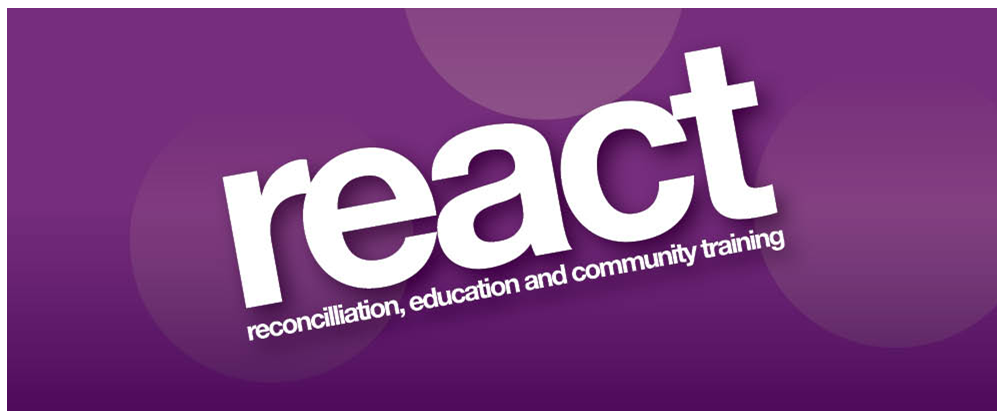 react
reconcilliation, education and community training